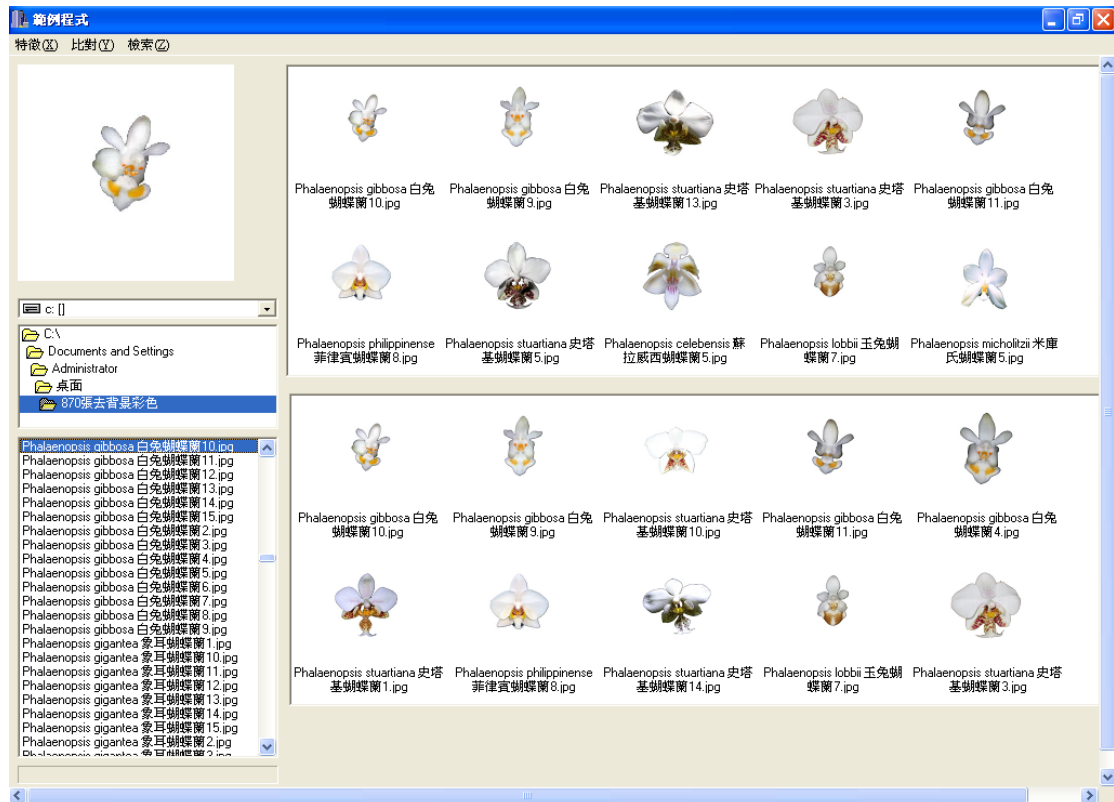 範例程式
特徵(X) 比對(Y) 檢索(Z)
c: []
C:\
Documents and Settings
Administrator
桌面
870張去背景彩色
Phalaenopsis gibbosa 白兔蝴蝶蘭10.jpg
Phalaenopsis gibbosa 白兔蝴蝶蘭11.jpg
Phalaenopsis gibbosa 白兔蝴蝶蘭12.jpg
Phalaenopsis gibbosa 白兔蝴蝶蘭13.jpg
Phalaenopsis gibbosa 白兔蝴蝶蘭14.jpg
Phalaenopsis gibbosa 白兔蝴蝶蘭15.jpg
Phalaenopsis gibbosa 白兔蝴蝶蘭2.jpg
Phalaenopsis gibbosa 白兔蝴蝶蘭3.jpg
Phalaenopsis gibbosa 白兔蝴蝶蘭4.jpg
Phalaenopsis gibbosa 白兔蝴蝶蘭5.jpg
Phalaenopsis gibbosa 白兔蝴蝶蘭6.jpg
Phalaenopsis gibbosa 白兔蝴蝶蘭7.jpg
Phalaenopsis gibbosa 白兔蝴蝶蘭8.jpg
Phalaenopsis gibbosa 白兔蝴蝶蘭9.jpg
Phalaenopsis gigantea 象耳蝴蝶蘭1.jpg
Phalaenopsis gigantea 象耳蝴蝶蘭10.jpg
Phalaenopsis gigantea 象耳蝴蝶蘭11.jpg
Phalaenopsis gigantea 象耳蝴蝶蘭12.jpg
Phalaenopsis gigantea 象耳蝴蝶蘭13.jpg
Phalaenopsis gigantea 象耳蝴蝶蘭14.jpg
Phalaenopsis gigantea 象耳蝴蝶蘭15.jpg
Phalaenopsis gigantea 象耳蝴蝶蘭2.jpg
Phalaenopsis gigantea 象耳蝴蝶蘭3.jpg
Phalaenopsis gibbosa 白兔
蝴蝶蘭10.jpg
Phalaenopsis gibbosa 白兔
蝴蝶蘭9.jpg
Phalaenopsis stuartiana 史塔
基蝴蝶蘭13.jpg
Phalaenopsis stuartiana 史塔
基蝴蝶蘭3.jpg
Phalaenopsis gibbosa 白兔
蝴蝶蘭11.jpg
Phalaenopsis philippinense
菲律賓蝴蝶蘭8.jpg
Phalaenopsis stuartiana 史塔
基蝴蝶蘭5.jpg
Phalaenopsis celebensis 蘇
拉威西蝴蝶蘭5.jpg
Phalaenopsis lobbii 玉兔蝴
蝶蘭7.jpg
Phalaenopsis micholitzii 米庫
氏蝴蝶蘭5.jpg
Phalaenopsis gibbosa 白兔
蝴蝶蘭10.jpg
Phalaenopsis gibbosa 白兔
蝴蝶蘭9.jpg
Phalaenopsis stuartiana 史塔
基蝴蝶蘭10.jpg
Phalaenopsis gibbosa 白兔
蝴蝶蘭11.jpg
Phalaenopsis gibbosa 白兔
蝴蝶蘭4.jpg
Phalaenopsis stuartiana 史塔
基蝴蝶蘭1.jpg
Phalaenopsis philippinense
菲律賓蝴蝶蘭8.jpg
Phalaenopsis stuartiana 史塔
基蝴蝶蘭14.jpg
Phalaenopsis lobbii 玉兔蝴
蝶蘭7.jpg
Phalaenopsis stuartiana 史塔
基蝴蝶蘭3.jpg